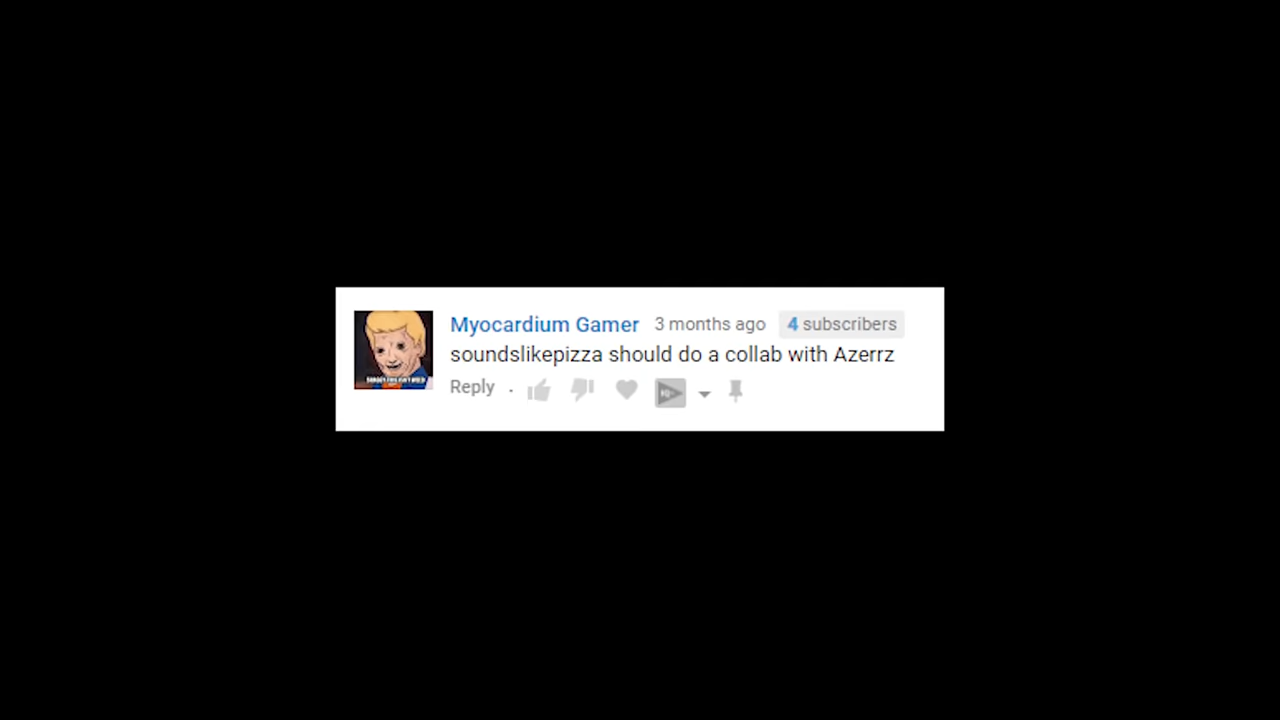 Myocardium Gamer 3 months ago 4 subscribers
soundslikepizza should do a collab with Azerrz
Reply .